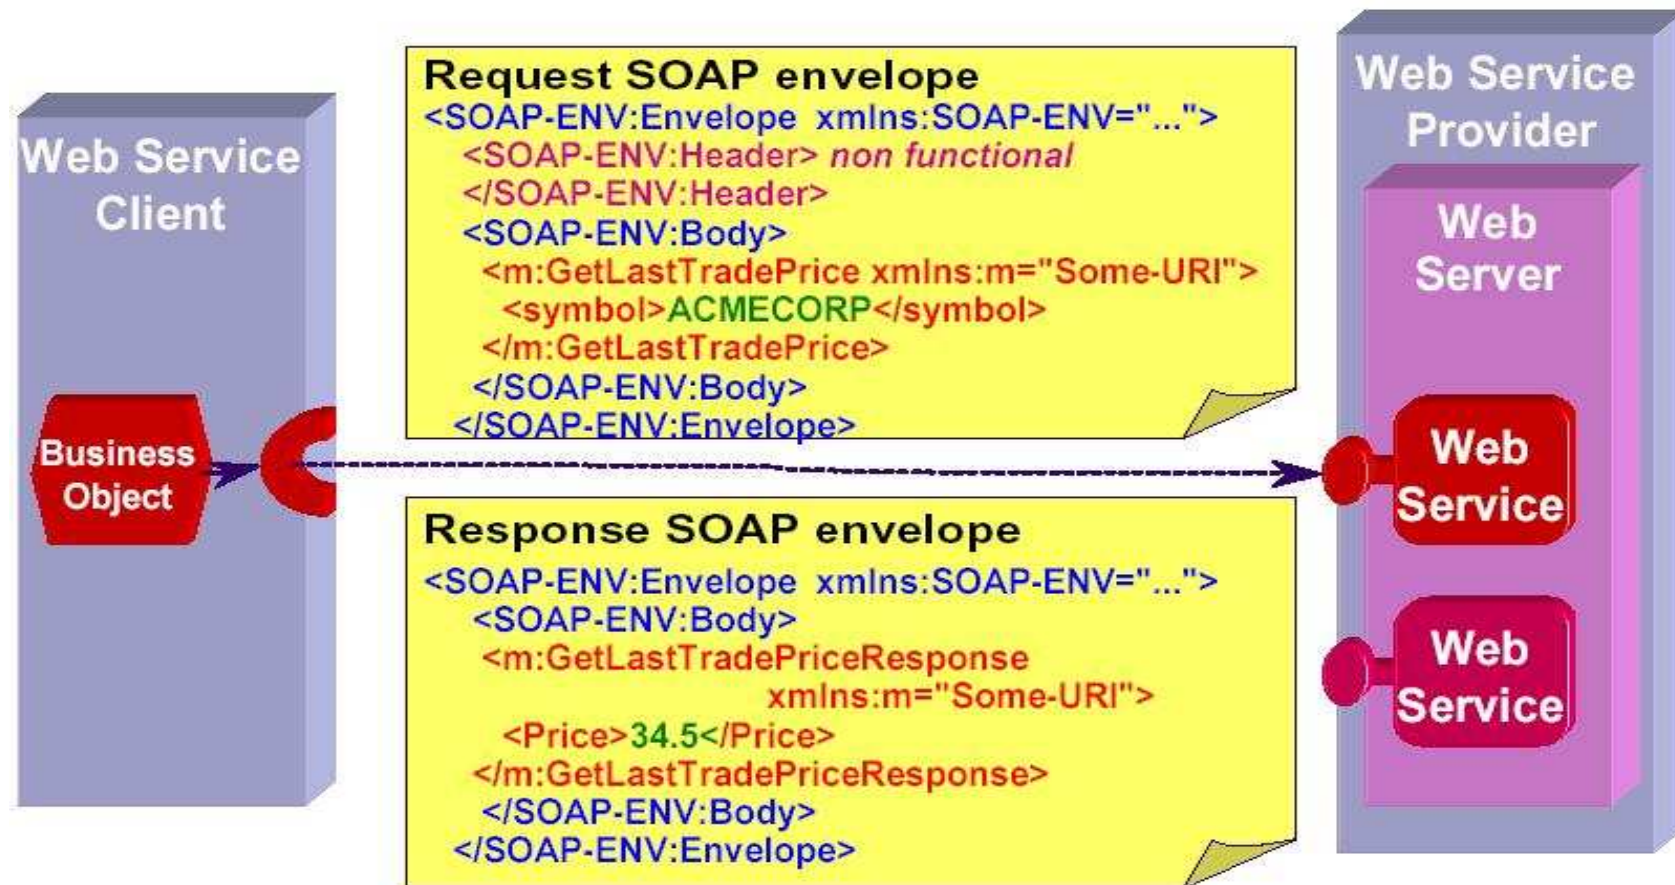 Web Service
Client
Business
Object
Request SOAP envelope
<SOAP-ENV:Envelope xmlns:SOAP-ENV="...">
<SOAP-ENV:Header> non functional
</SOAP-ENV:Header>
<SOAP-ENV:Body>
<m:GetLastTradePrice xmlns:m="Some-URI">
<symbol>ACMECORP</symbol>
</m:GetLastTradePrice>
</SOAP-ENV:Body>
</SOAP-ENV:Envelope>
Response SOAP envelope
<SOAP-ENV:Envelope xmlns:SOAP-ENV="...">
<SOAP-ENV:Body>
<m:GetLastTradePriceResponse
xmlns:m="Some-URI">
<Price>34.5</Price>
</m:GetLastTradePriceResponse>
</SOAP-ENV:Body>
</SOAP-ENV:Envelope>
Web Service
Provider
Web
Server
Web
Service
Web
Service